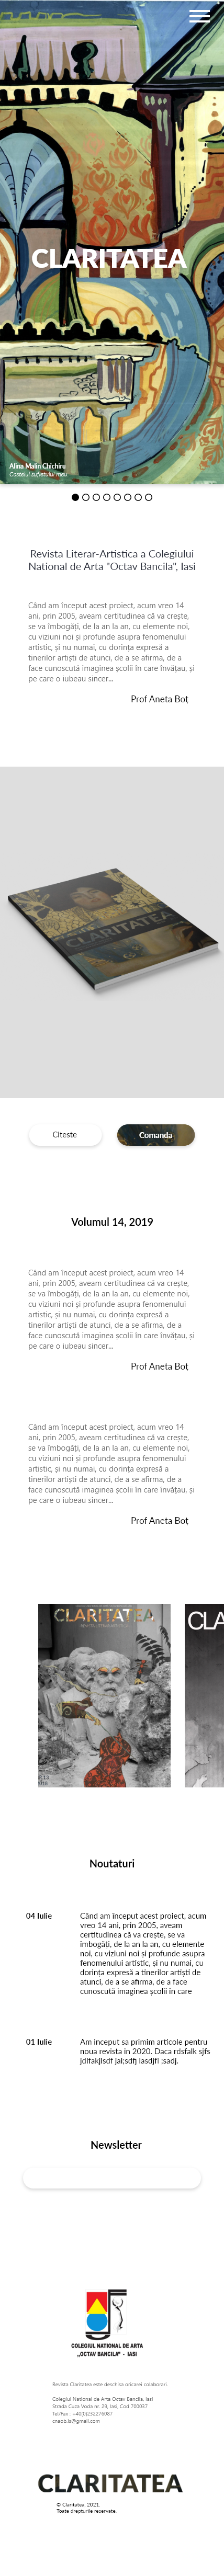 CLARITATEA
Alina Malin Chichiru
Castelul sufletului meu
Revista Literar-Artistica a Colegiului
National de Arta "Octav Bancila", Iasi
Când am început acest proiect, acum vreo 14
ani, prin 2005, aveam certitudinea că va crește,
se va îmbogăți, de la an la an, cu elemente noi,
cu viziuni noi și profunde asupra fenomenului
artistic, și nu numai, cu dorința expresă a
tinerilor artiști de atunci, de a se afirma, de a
face cunoscută imaginea școlii în care învățau, și
pe care o iubeau sincer...
Prof Aneta Boț
CLARITATEA
Citeste
Comanda
Volumul 14, 2019
Când am început acest proiect, acum vreo 14
ani, prin 2005, aveam certitudinea că va crește,
se va îmbogăți, de la an la an, cu elemente noi,
cu viziuni noi și profunde asupra fenomenului
artistic, și nu numai, cu dorința expresă a
tinerilor artiști de atunci, de a se afirma, de a
face cunoscută imaginea școlii în care învățau, și
pe care o iubeau sincer...
Prof Aneta Boț
Când am început acest proiect, acum vreo 14
ani, prin 2005, aveam certitudinea că va crește,
se va îmbogăți, de la an la an, cu elemente noi,
cu viziuni noi și profunde asupra fenomenului
artistic, și nu numai, cu dorința expresă a
tinerilor artiști de atunci, de a se afirma, de a
face cunoscută imaginea școlii în care învățau, și
pe care o iubeau sincer...
Prof Aneta Boț
CLARITATEA
CLA
Noutaturi
04 Iulie
Când am început acest proiect, acum
vreo 14 ani, prin 2005, aveam
certitudinea că va crește, se va
îmbogăți, de la an la an, cu elemente
noi, cu viziuni noi și profunde asupra
fenomenului artistic, și nu numai, cu
dorința expresă a tinerilor artiști de
atunci, de a se afirma, de a face
cunoscută imaginea școlii în care
01 Iulie
Am inceput sa primim articole pentru
noua revista in 2020. Daca rdsfalk sjfs
jdlfakjlsdf jal;sdfj lasdjfl ;sadj.
Newsletter
COLEGIUL NATIONAL DE ARTA
„OCTAV BANCILA" - IASI
Revista Claritatea este deschisa oricarei colaborari.
Colegiul National de Arta Octav Bancila, Iasi
Strada Cuza Voda nr. 29, Iasi, Cod 700037
Tel/Fax : +40(0)232276087
cnaob.is@gmail.com
CLARITATEA
© Claritatea, 2021.
Toate drepturile rezervate.